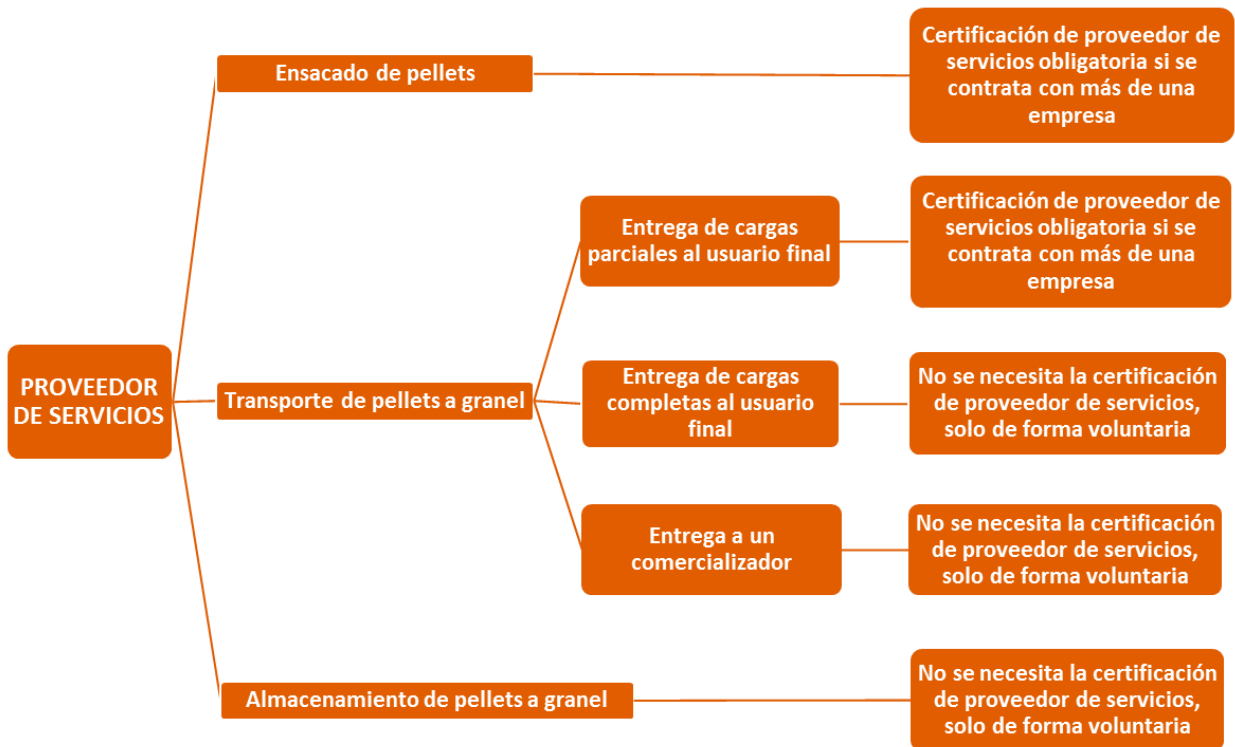 PROVEEDOR
DE SERVICIOS
Ensacado de pellets
Certificación de proveedor de
servicios obligatoria si se
contrata con más de una
empresa
Transporte de pellets a granel
Entrega de cargas
parciales al usuario final
Certificación de proveedor de
servicios obligatoria si se
contrata con más de una
empresa
Entrega de cargas
completas al usuario
final
No se necesita la certificación
de proveedor de servicios,
solo de forma voluntaria
Entrega a un
comercializador
No se necesita la certificación
de proveedor de servicios,
solo de forma voluntaria
Almacenamiento de pellets a granel
No se necesita la certificación
de proveedor de servicios,
solo de forma voluntaria